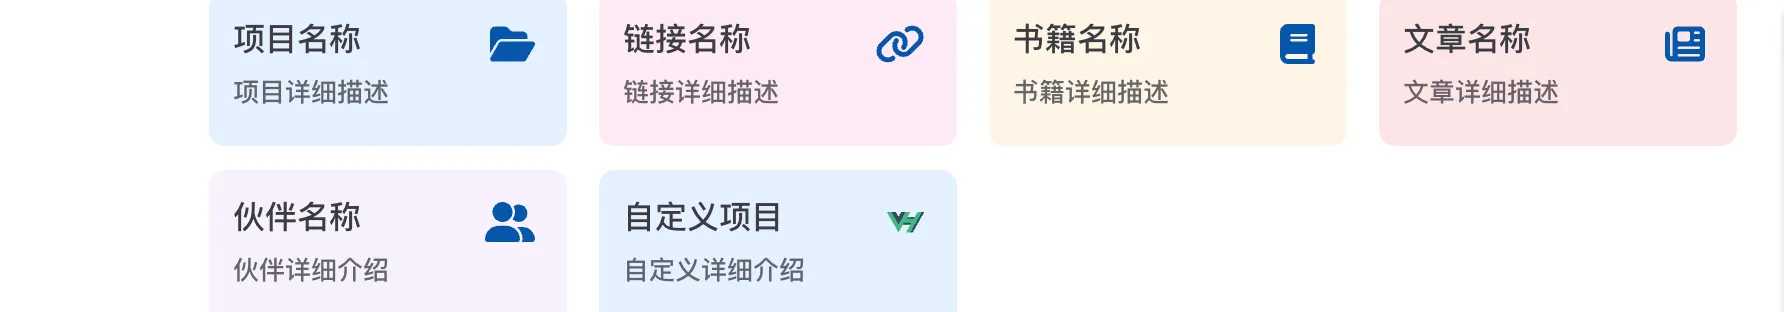 项目名称
项目详细描述
链接名称
链接详细描述
书籍名称
书籍详细描述
文章名称
文章详细描述
伙伴名称
伙伴详细介绍
自定义项目
自定义详细介绍